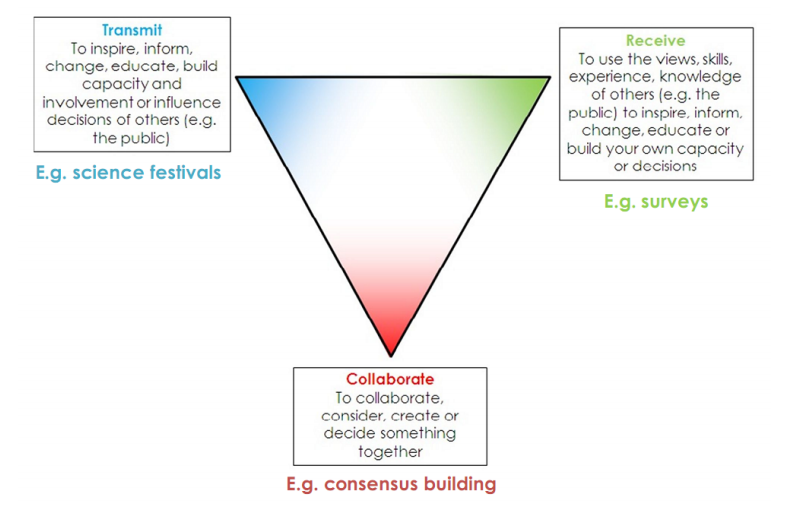 Transmit
To inspire, inform,
change, educate, build
capacity and
involvement or influence
decisions of others (e.g.
the public)
E.g. science festivals
Receive
To use the views, skills,
experience, knowledge
of others (e.g. the
public) to inspire, inform,
change, educate or
build your own capacity
or decisions
E.g. surveys
Collaborate
To collaborate,
consider, create or
decide something
together
E.g. consensus building